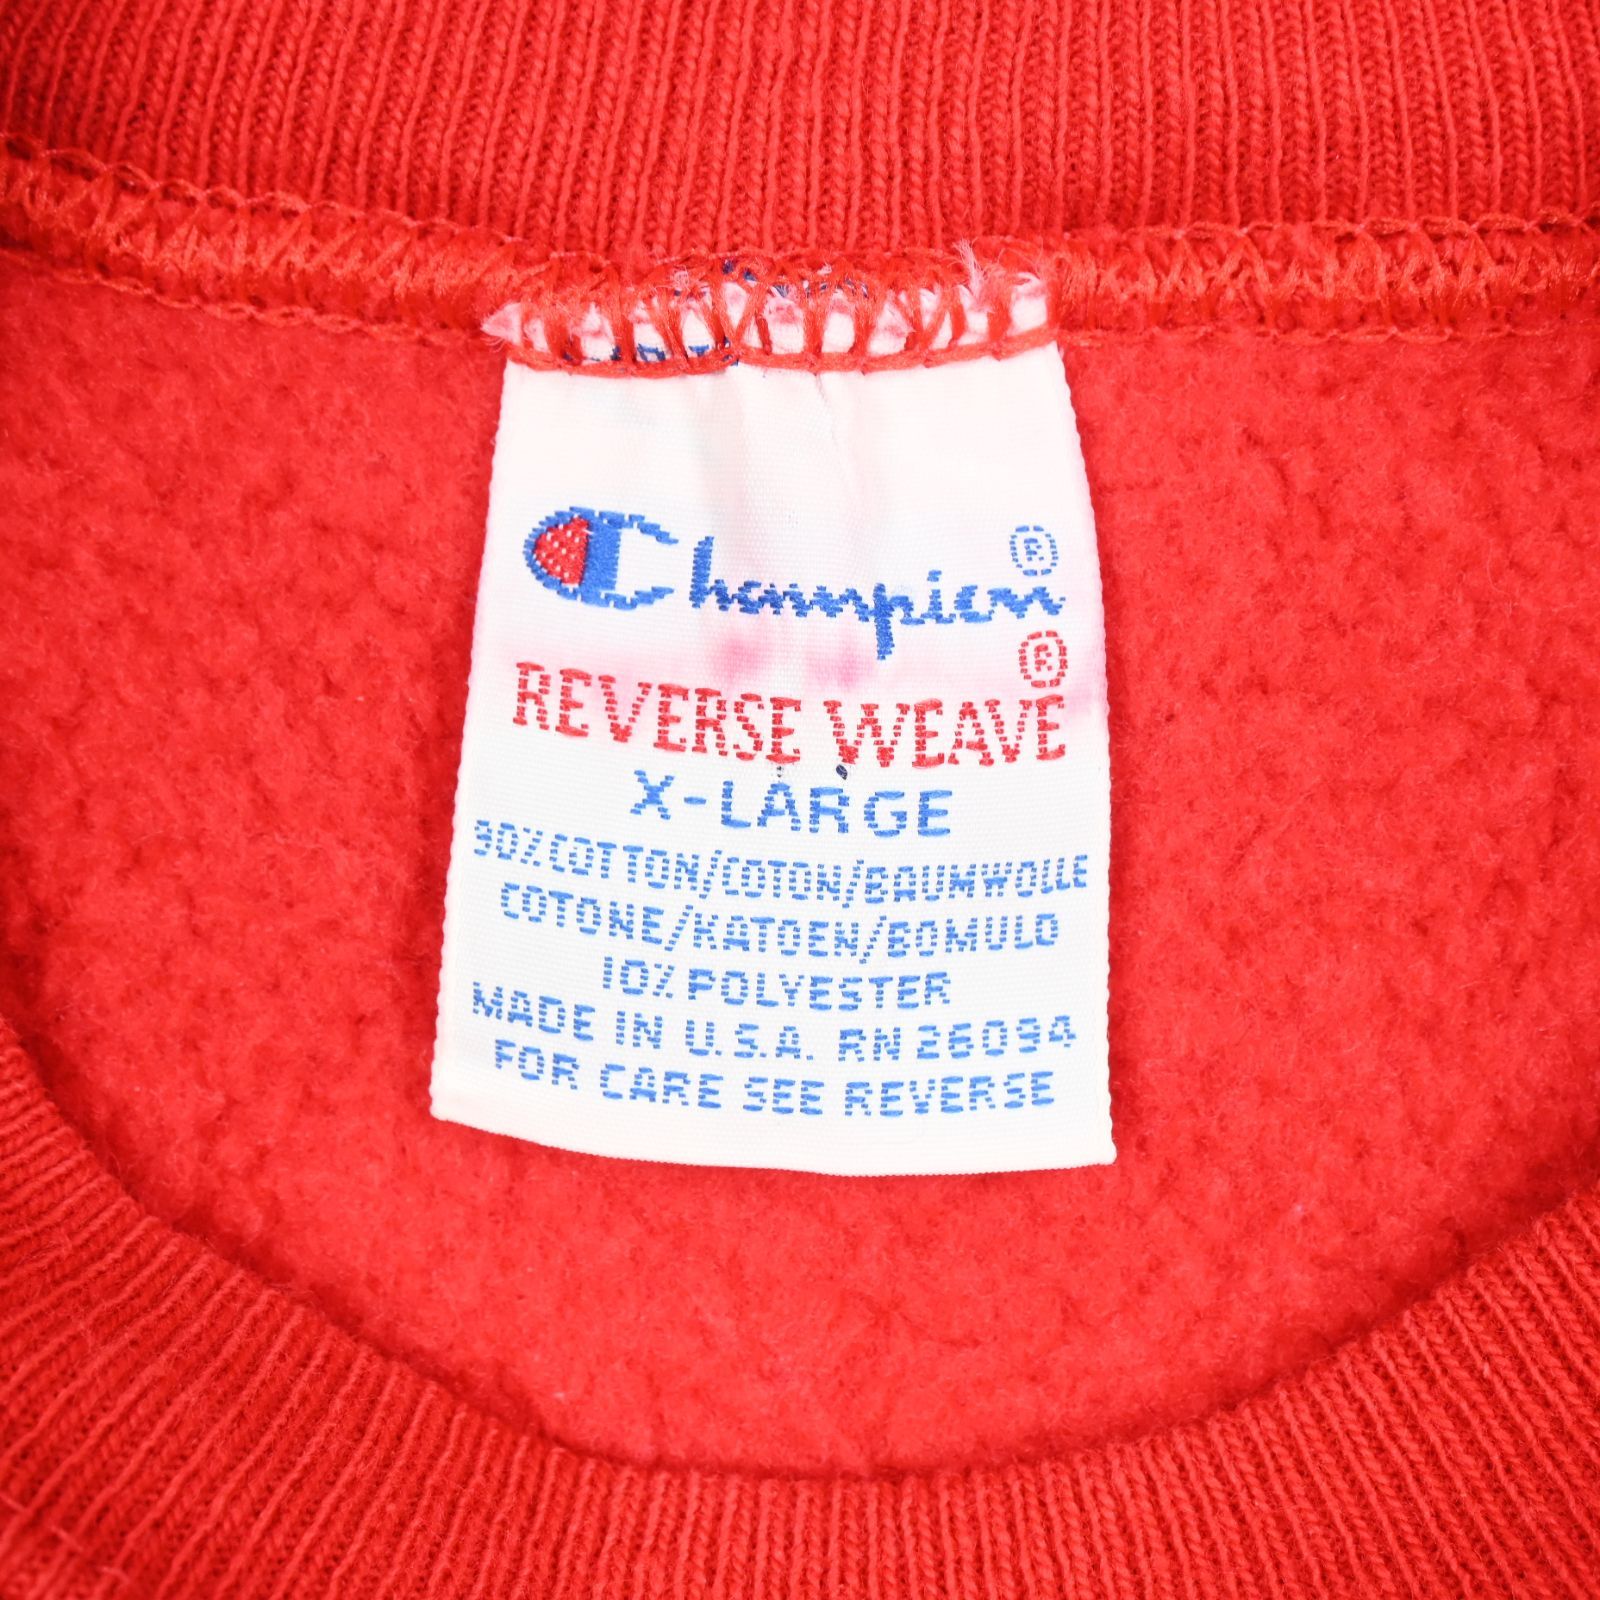 Champion®
REVERSE WEAVE®
X-LARGE
90% COTTON/COTON/BAUMWOLLE
COTONE/KATOEN/BOMULD
10% POLYESTER
MADE IN U.S.A. RN 26094
FOR CARE SEE REVERSE